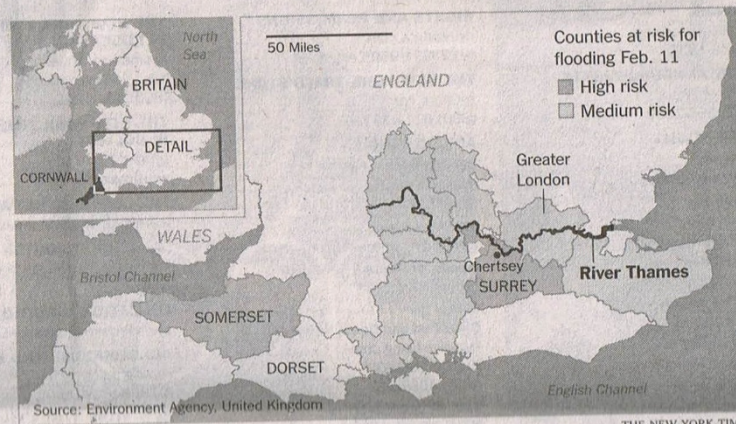 North
Sea
BRITAIN
DETAIL
CORNWALL
50 Miles
ENGLAND
Counties at risk for
flooding Feb. 11
High risk
Medium risk
Greater
London
WALES
Bristol Channel
Chertsey
River Thames
SURREY
SOMERSET
DORSET
English Channel
Source: Environment Agency, United Kingdom
THE NEW YORK TIM